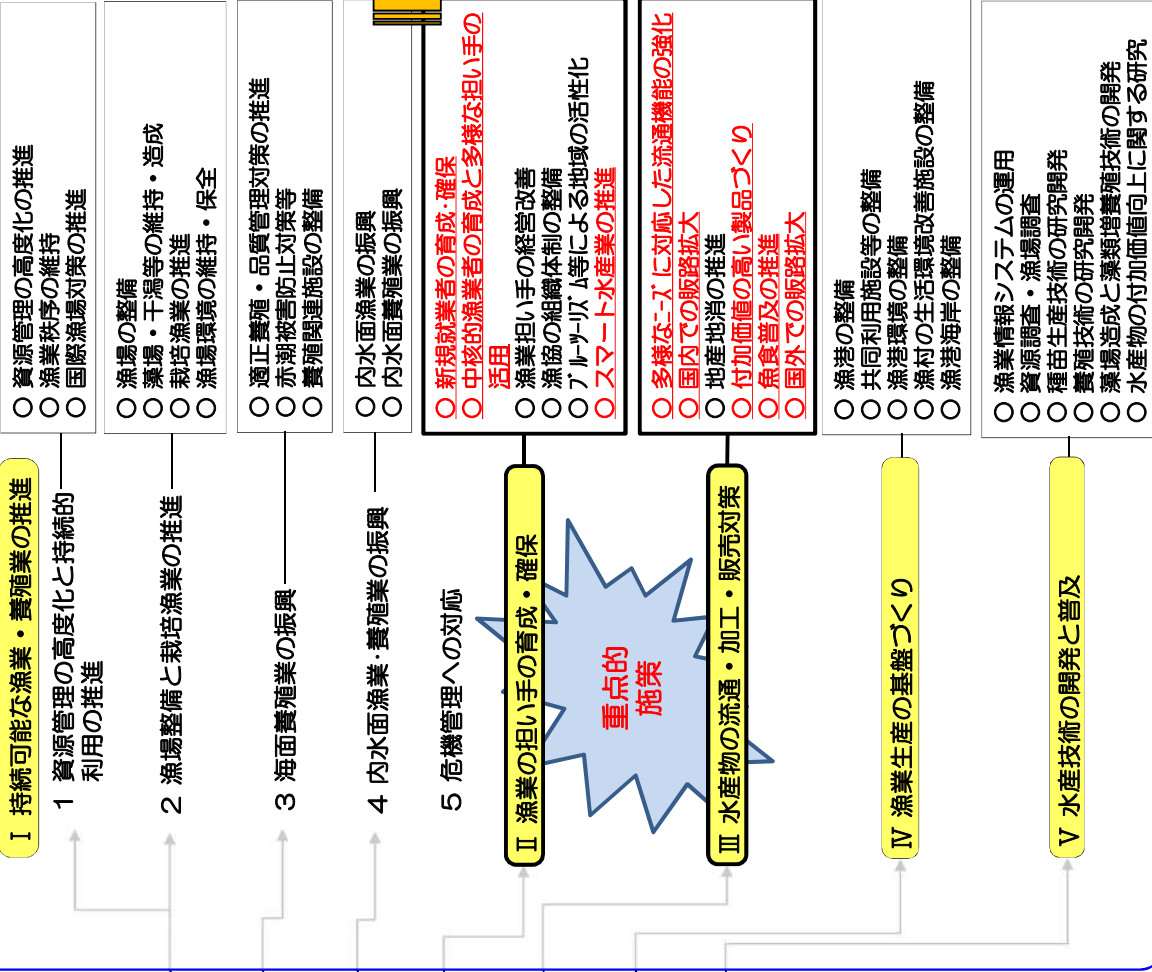 Ⅰ 持続可能な漁業・養殖業の推進
1 資源管理の高度化と持続的
利用の推進
○ 資源管理の高度化の推進
○ 漁業秩序の維持
○ 国際漁場対策の推進
2 漁場整備と栽培漁業の推進
○ 漁場の整備
○ 藻場・干潟等の維持・造成
○ 栽培漁業の推進
○ 漁場環境の維持・保全
3 海面養殖業の振興
○ 適正養殖・品質管理対策の推進
○ 赤潮被害防止対策等
○ 養殖関連施設の整備
4 内水面漁業・養殖業の振興
○ 内水面漁業の振興
○ 内水面養殖業の振興
5 危機管理への対応
Ⅱ 漁業の担い手の育成・確保
○ 新規就業者の育成・確保
○ 中核的漁業者の育成と多様な担い手の
活用
○ 漁業担い手の経営改善
○ 漁協の組織体制の整備
○ ブルーツーリズム等による地域の活性化
○ スマート水産業の推進
重点的
施策
Ⅲ 水産物の流通・加工・販売対策
○ 多様なニーズに対応した流通機能の強化
○ 国内での販路拡大
○ 地産地消の推進
○ 付加価値の高い製品づくり
○ 魚食普及の推進
○ 国外での販路拡大
Ⅳ 漁業生産の基盤づくり
○ 漁港の整備
○ 共同利用施設等の整備
○ 漁港環境の整備
○ 漁村の生活環境改善施設の整備
○ 漁港海岸の整備
Ⅴ 水産技術の開発と普及
○ 漁業情報システムの運用
○ 資源調査・漁場調査
○ 種苗生産技術の研究開発
○ 養殖技術の研究開発
○ 藻場造成と藻類増養殖技術の開発
○ 水産物の付加価値向上に関する研究